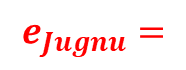 e_Jugnu =